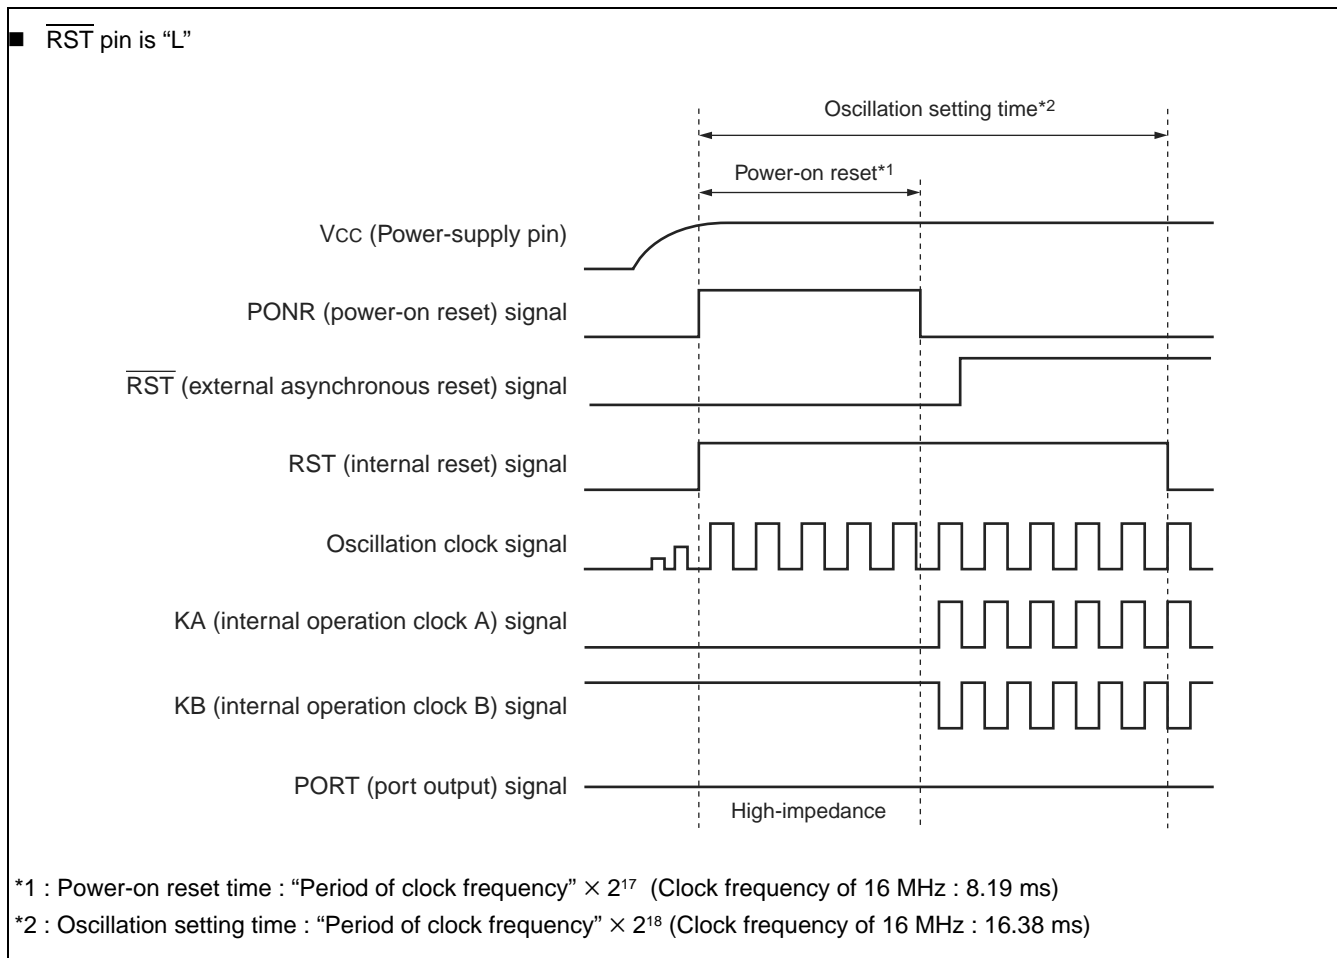 ■ R̅S̅T̅ pin is “L”
Oscillation setting time*2
Power-on reset*1
VCC (Power-supply pin)
PONR (power-on reset) signal
R̅S̅T̅ (external asynchronous reset) signal
RST (internal reset) signal
Oscillation clock signal
KA (internal operation clock A) signal
KB (internal operation clock B) signal
PORT (port output) signal
High-impedance
*1 : Power-on reset time : “Period of clock frequency” × 2¹⁷ (Clock frequency of 16 MHz : 8.19 ms)
*2 : Oscillation setting time : “Period of clock frequency” × 2¹⁸ (Clock frequency of 16 MHz : 16.38 ms)